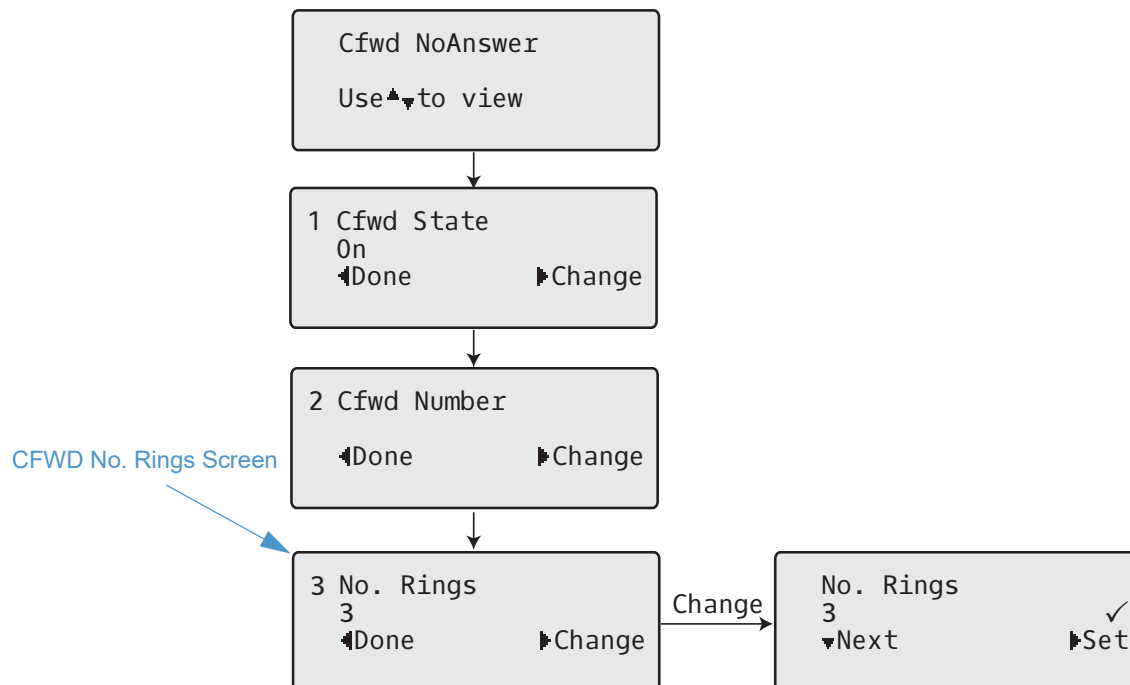 Cfwd NoAnswer
Use▲▼to view
1 Cfwd State
On
◀Done ▶Change
2 Cfwd Number
◀Done ▶Change
CFWD No. Rings Screen
3 No. Rings
3
◀Done ▶Change
Change
No. Rings
3 ✓
▼Next ▶Set